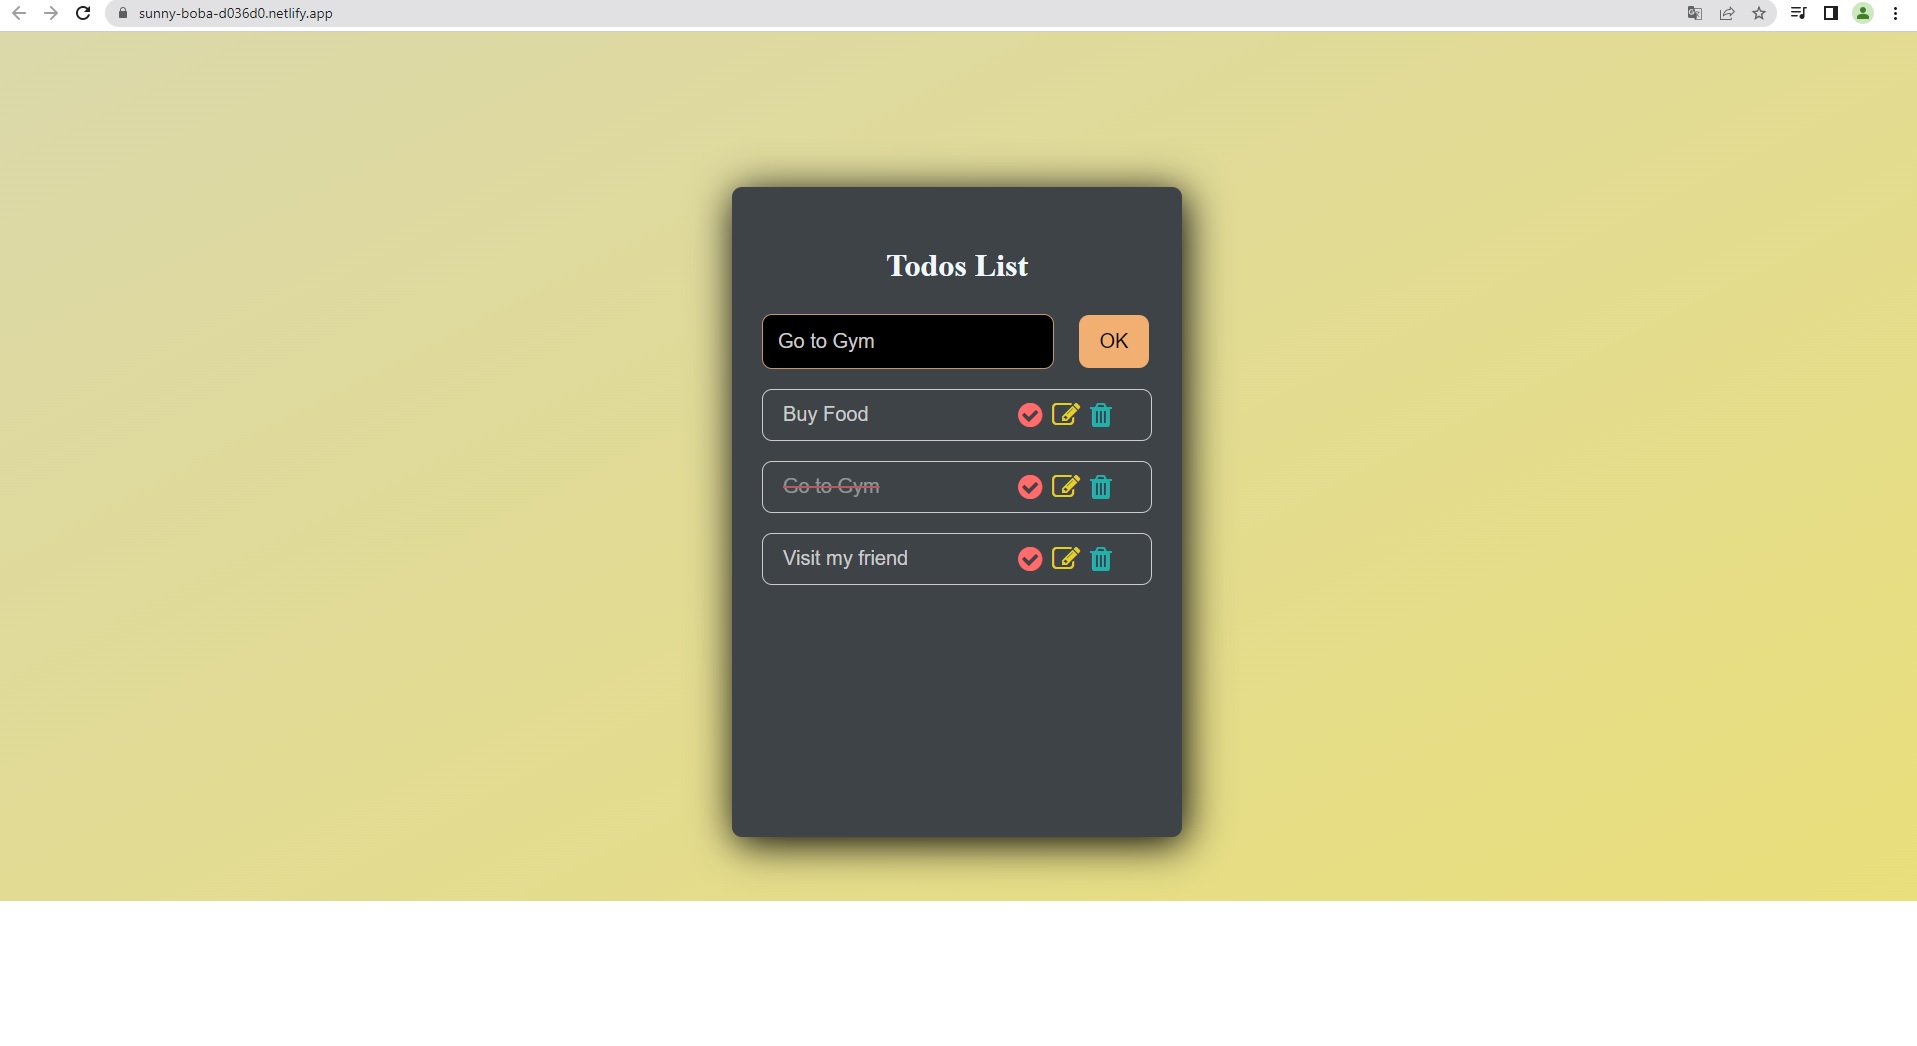 sunny-boba-d036d0.netlify.app
Todos List
Go to Gym
OK
Buy Food
Go to Gym
Visit my friend